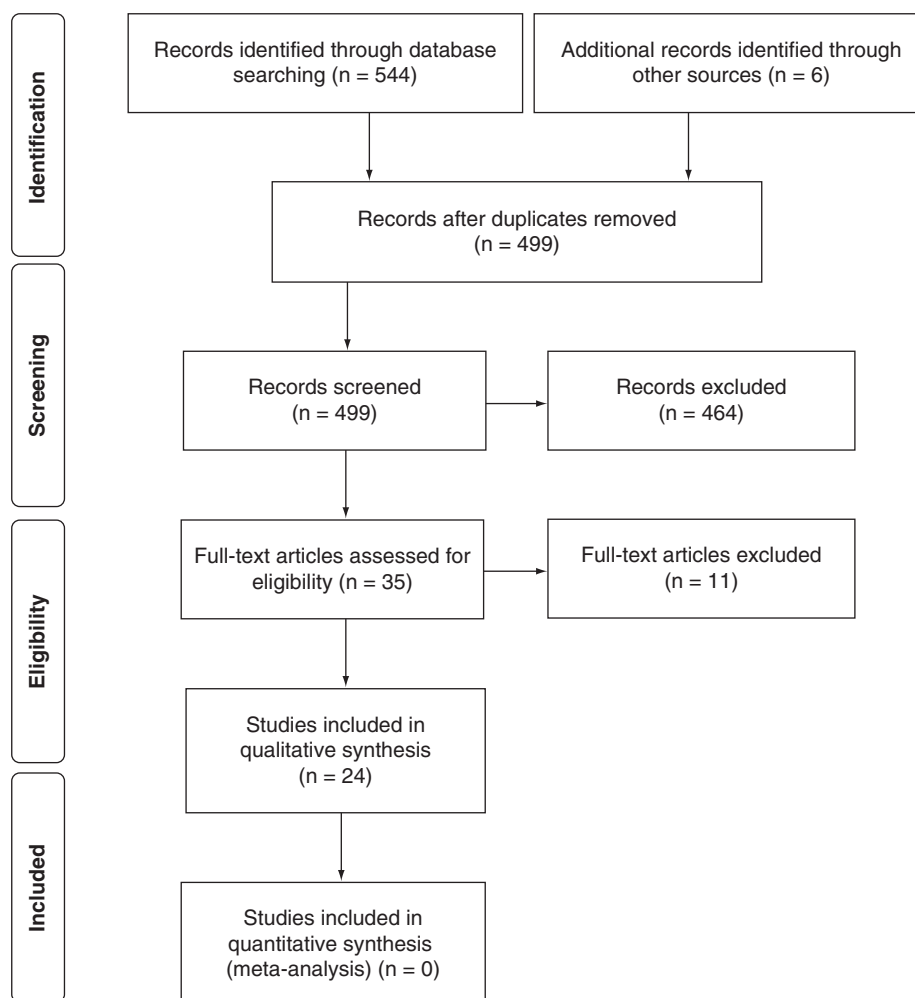 Identification
Records identified through database
searching (n = 544)
Additional records identified through
other sources (n = 6)
Records after duplicates removed
(n = 499)
Screening
Records screened
(n = 499)
Records excluded
(n = 464)
Eligibility
Full-text articles assessed for
eligibility (n = 35)
Full-text articles excluded
(n = 11)
Studies included in
qualitative synthesis
(n = 24)
Included
Studies included in
quantitative synthesis
(meta-analysis) (n = 0)